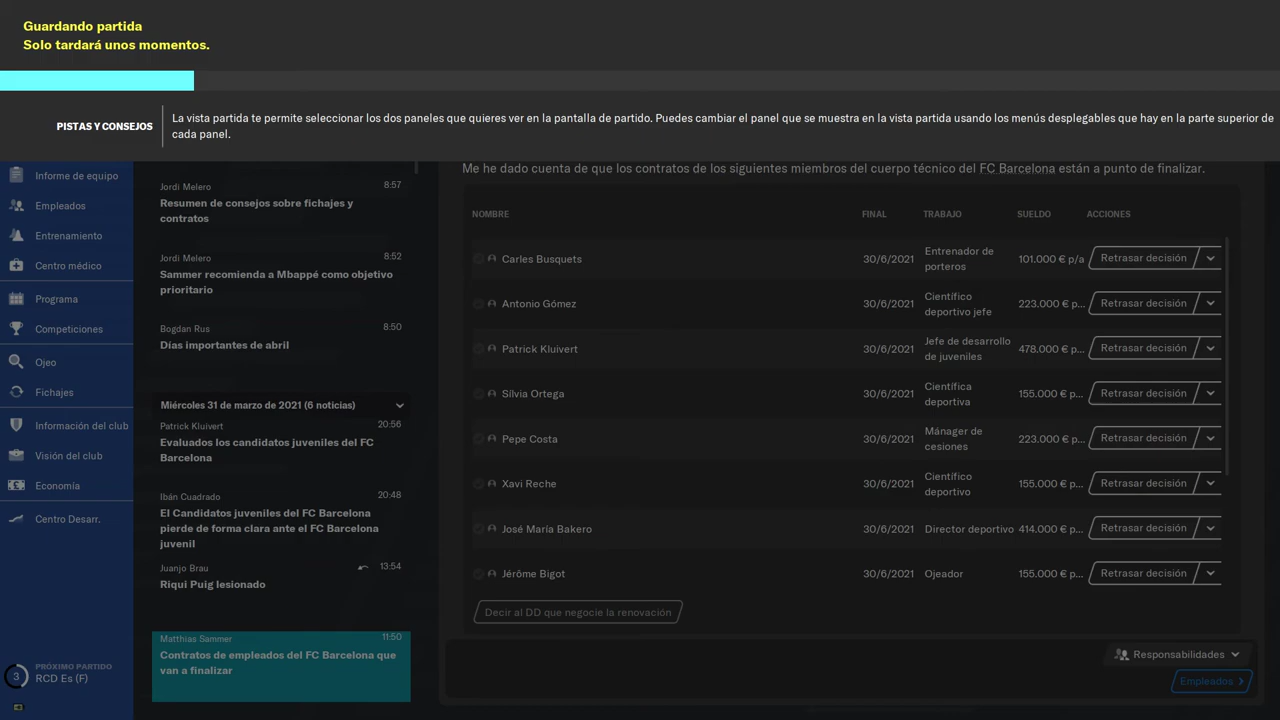 Guardando partida
Solo tardará unos momentos.
PISTAS Y CONSEJOS
La vista partida te permite seleccionar los dos paneles que quieres ver en la pantalla de partido. Puedes cambiar el panel que se muestra en la vista partida usando los menús desplegables que hay en la parte superior de
cada panel.
Informe de equipo
Empleados
Entrenamiento
Centro médico
Programa
Competiciones
Ojeo
Fichajes
Información del club
Visión del club
Economía
Centro Desarr.
3
PRÓXIMO PARTIDO
RCD Es (F)
Jordi Melero 8:57
Resumen de consejos sobre fichajes y
contratos
Jordi Melero 8:52
Sammer recomienda a Mbappé como objetivo
prioritario
Bogdan Rus 8:50
Días importantes de abril
Miércoles 31 de marzo de 2021 (6 noticias)
Patrick Kluivert 20:56
Evaluados los candidatos juveniles del FC
Barcelona
Ibán Cuadrado 20:48
El Candidatos juveniles del FC Barcelona
pierde de forma clara ante el FC Barcelona
juvenil
Juanjo Brau 13:54
Riqui Puig lesionado
Matthias Sammer 11:50
Contratos de empleados del FC Barcelona que
van a finalizar
Me he dado cuenta de que los contratos de los siguientes miembros del cuerpo técnico del FC Barcelona están a punto de finalizar.
NOMBRE FINAL TRABAJO SUELDO ACCIONES
Carles Busquets 30/6/2021 Entrenador de porteros 101.000 € p/a Retrasar decisión
Antonio Gómez 30/6/2021 Científico deportivo jefe 223.000 € p... Retrasar decisión
Patrick Kluivert 30/6/2021 Jefe de desarrollo de juveniles 478.000 € p... Retrasar decisión
Sílvia Ortega 30/6/2021 Científica deportiva 155.000 € p... Retrasar decisión
Pepe Costa 30/6/2021 Mánager de cesiones 223.000 € p... Retrasar decisión
Xavi Reche 30/6/2021 Científico deportivo 155.000 € p... Retrasar decisión
José María Bakero 30/6/2021 Director deportivo 414.000 € p... Retrasar decisión
Jérôme Bigot 30/6/2021 Ojeador 155.000 € p... Retrasar decisión
Decir al DD que negocie la renovación
Responsabilidades
Empleados